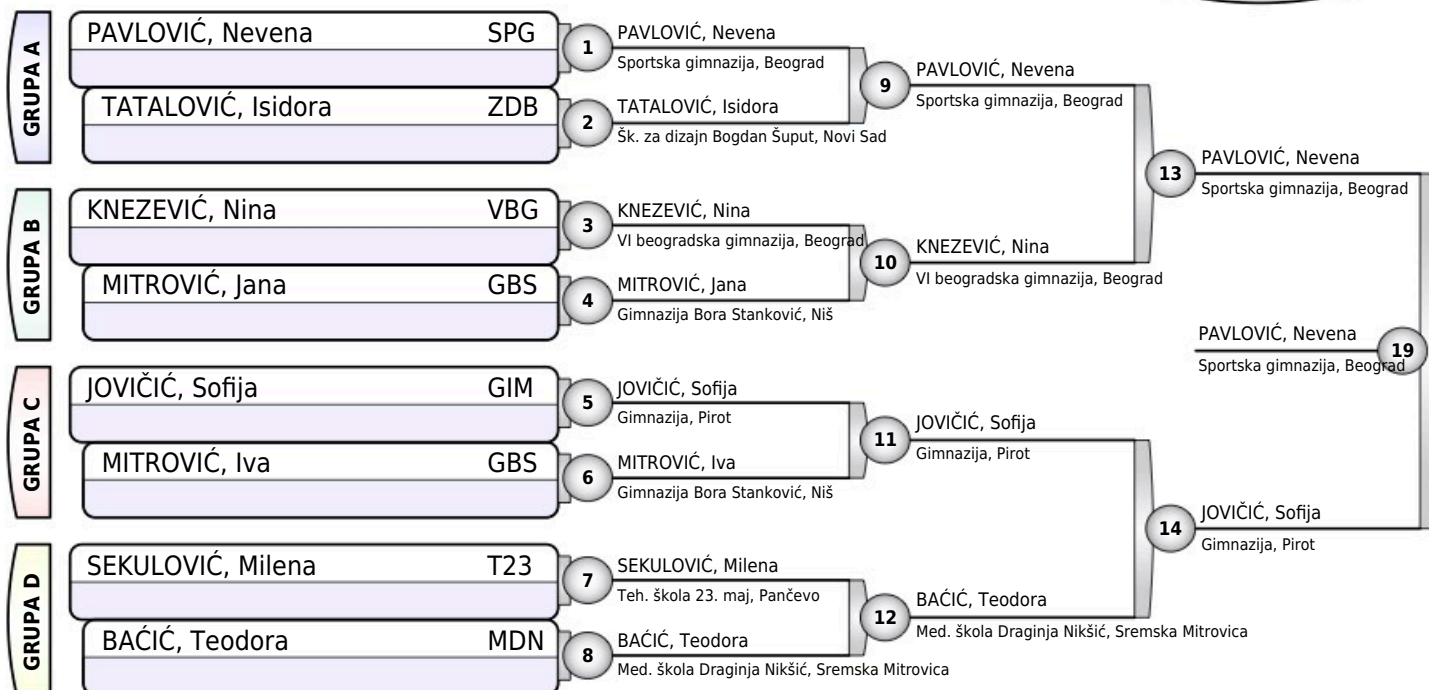 GRUPA A
PAVLOVIĆ, Nevena SPG
TATALOVIĆ, Isidora ZDB
GRUPA B
KNEZEVIĆ, Nina VBG
MITROVIĆ, Jana GBS
GRUPA C
JOVIČIĆ, Sofija GIM
MITROVIĆ, Iva GBS
GRUPA D
SEKULOVIĆ, Milena T23
BAĆIĆ, Teodora MDN
1 PAVLOVIĆ, Nevena
Sportska gimnazija, Beograd
2 TATALOVIĆ, Isidora
Šk. za dizajn Bogdan Šuput, Novi Sad
3 KNEZEVIĆ, Nina
VI beogradska gimnazija, Beograd
4 MITROVIĆ, Jana
Gimnazija Bora Stanković, Niš
5 JOVIČIĆ, Sofija
Gimnazija, Pirot
6 MITROVIĆ, Iva
Gimnazija Bora Stanković, Niš
7 SEKULOVIĆ, Milena
Teh. škola 23. maj, Pančevo
8 BAĆIĆ, Teodora
Med. škola Draginja Nikšić, Sremska Mitrovica
9 PAVLOVIĆ, Nevena
Sportska gimnazija, Beograd
10 KNEZEVIĆ, Nina
VI beogradska gimnazija, Beograd
11 JOVIČIĆ, Sofija
Gimnazija, Pirot
12 BAĆIĆ, Teodora
Med. škola Draginja Nikšić, Sremska Mitrovica
13 PAVLOVIĆ, Nevena
Sportska gimnazija, Beograd
14 JOVIČIĆ, Sofija
Gimnazija, Pirot
PAVLOVIĆ, Nevena 19
Sportska gimnazija, Beograd